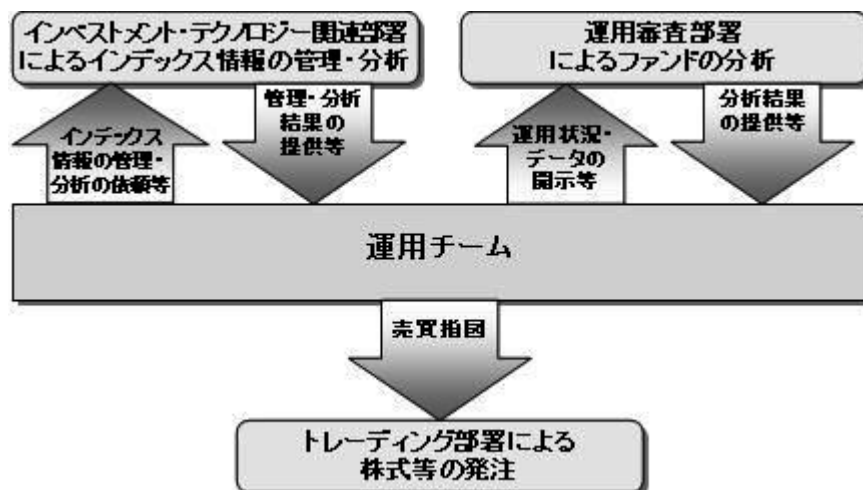 インベストメント・テクノロジー関連部署
によるインデックス情報の管理・分析
運用審査部署
によるファンドの分析
インデックス
情報の管理・
分析の依頼等
管理・分析
結果の
提供等
運用状況・
データの
開示等
分析結果
の提供等
運用チーム
売買指図
トレーディング部署による
株式等の発注